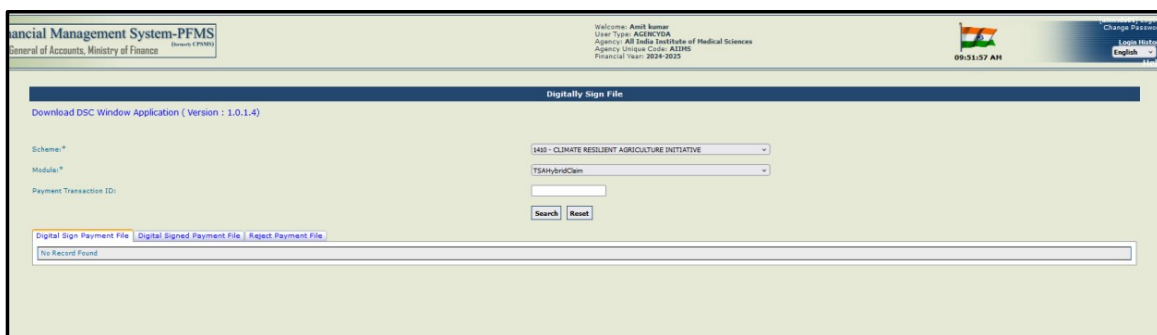 ancial Management System-PFMS
(formerly CPSMS)
General of Accounts, Ministry of Finance
Welcome: Amit kumar
User Type: AGENCYDA
Agency: All India Institute of Medical Sciences
Agency Unique Code: AIIMS
Financial Year: 2024-2025
09:51:57 AM
Change Passwo
Login Histo
English
Digitally Sign File
Download DSC Window Application ( Version : 1.0.1.4)
Scheme:*
1410 - CLIMATE RESILIENT AGRICULTURE INITIATIVE
Module:*
TSAHybridClaim
Payment Transaction ID:
Search Reset
Digital Sign Payment File Digital Signed Payment File Reject Payment File
No Record Found